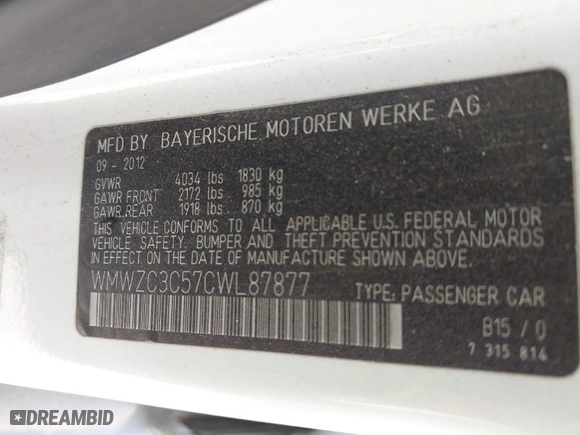 MFD BY BAYERISCHE MOTOREN WERKE AG
09 - 2012
GVWR 4034 lbs 1830 kg
GAWR FRONT 2172 lbs 985 kg
GAWR REAR 1918 lbs 870 kg
THIS VEHICLE CONFORMS TO ALL APPLICABLE U.S. FEDERAL MOTOR
VEHICLE SAFETY, BUMPER AND THEFT PREVENTION STANDARDS
IN EFFECT ON THE DATE OF MANUFACTURE SHOWN ABOVE.
WMWZC3C57CWL87877 TYPE: PASSENGER CAR
B15 / 0
7 315 814
DREAMBID